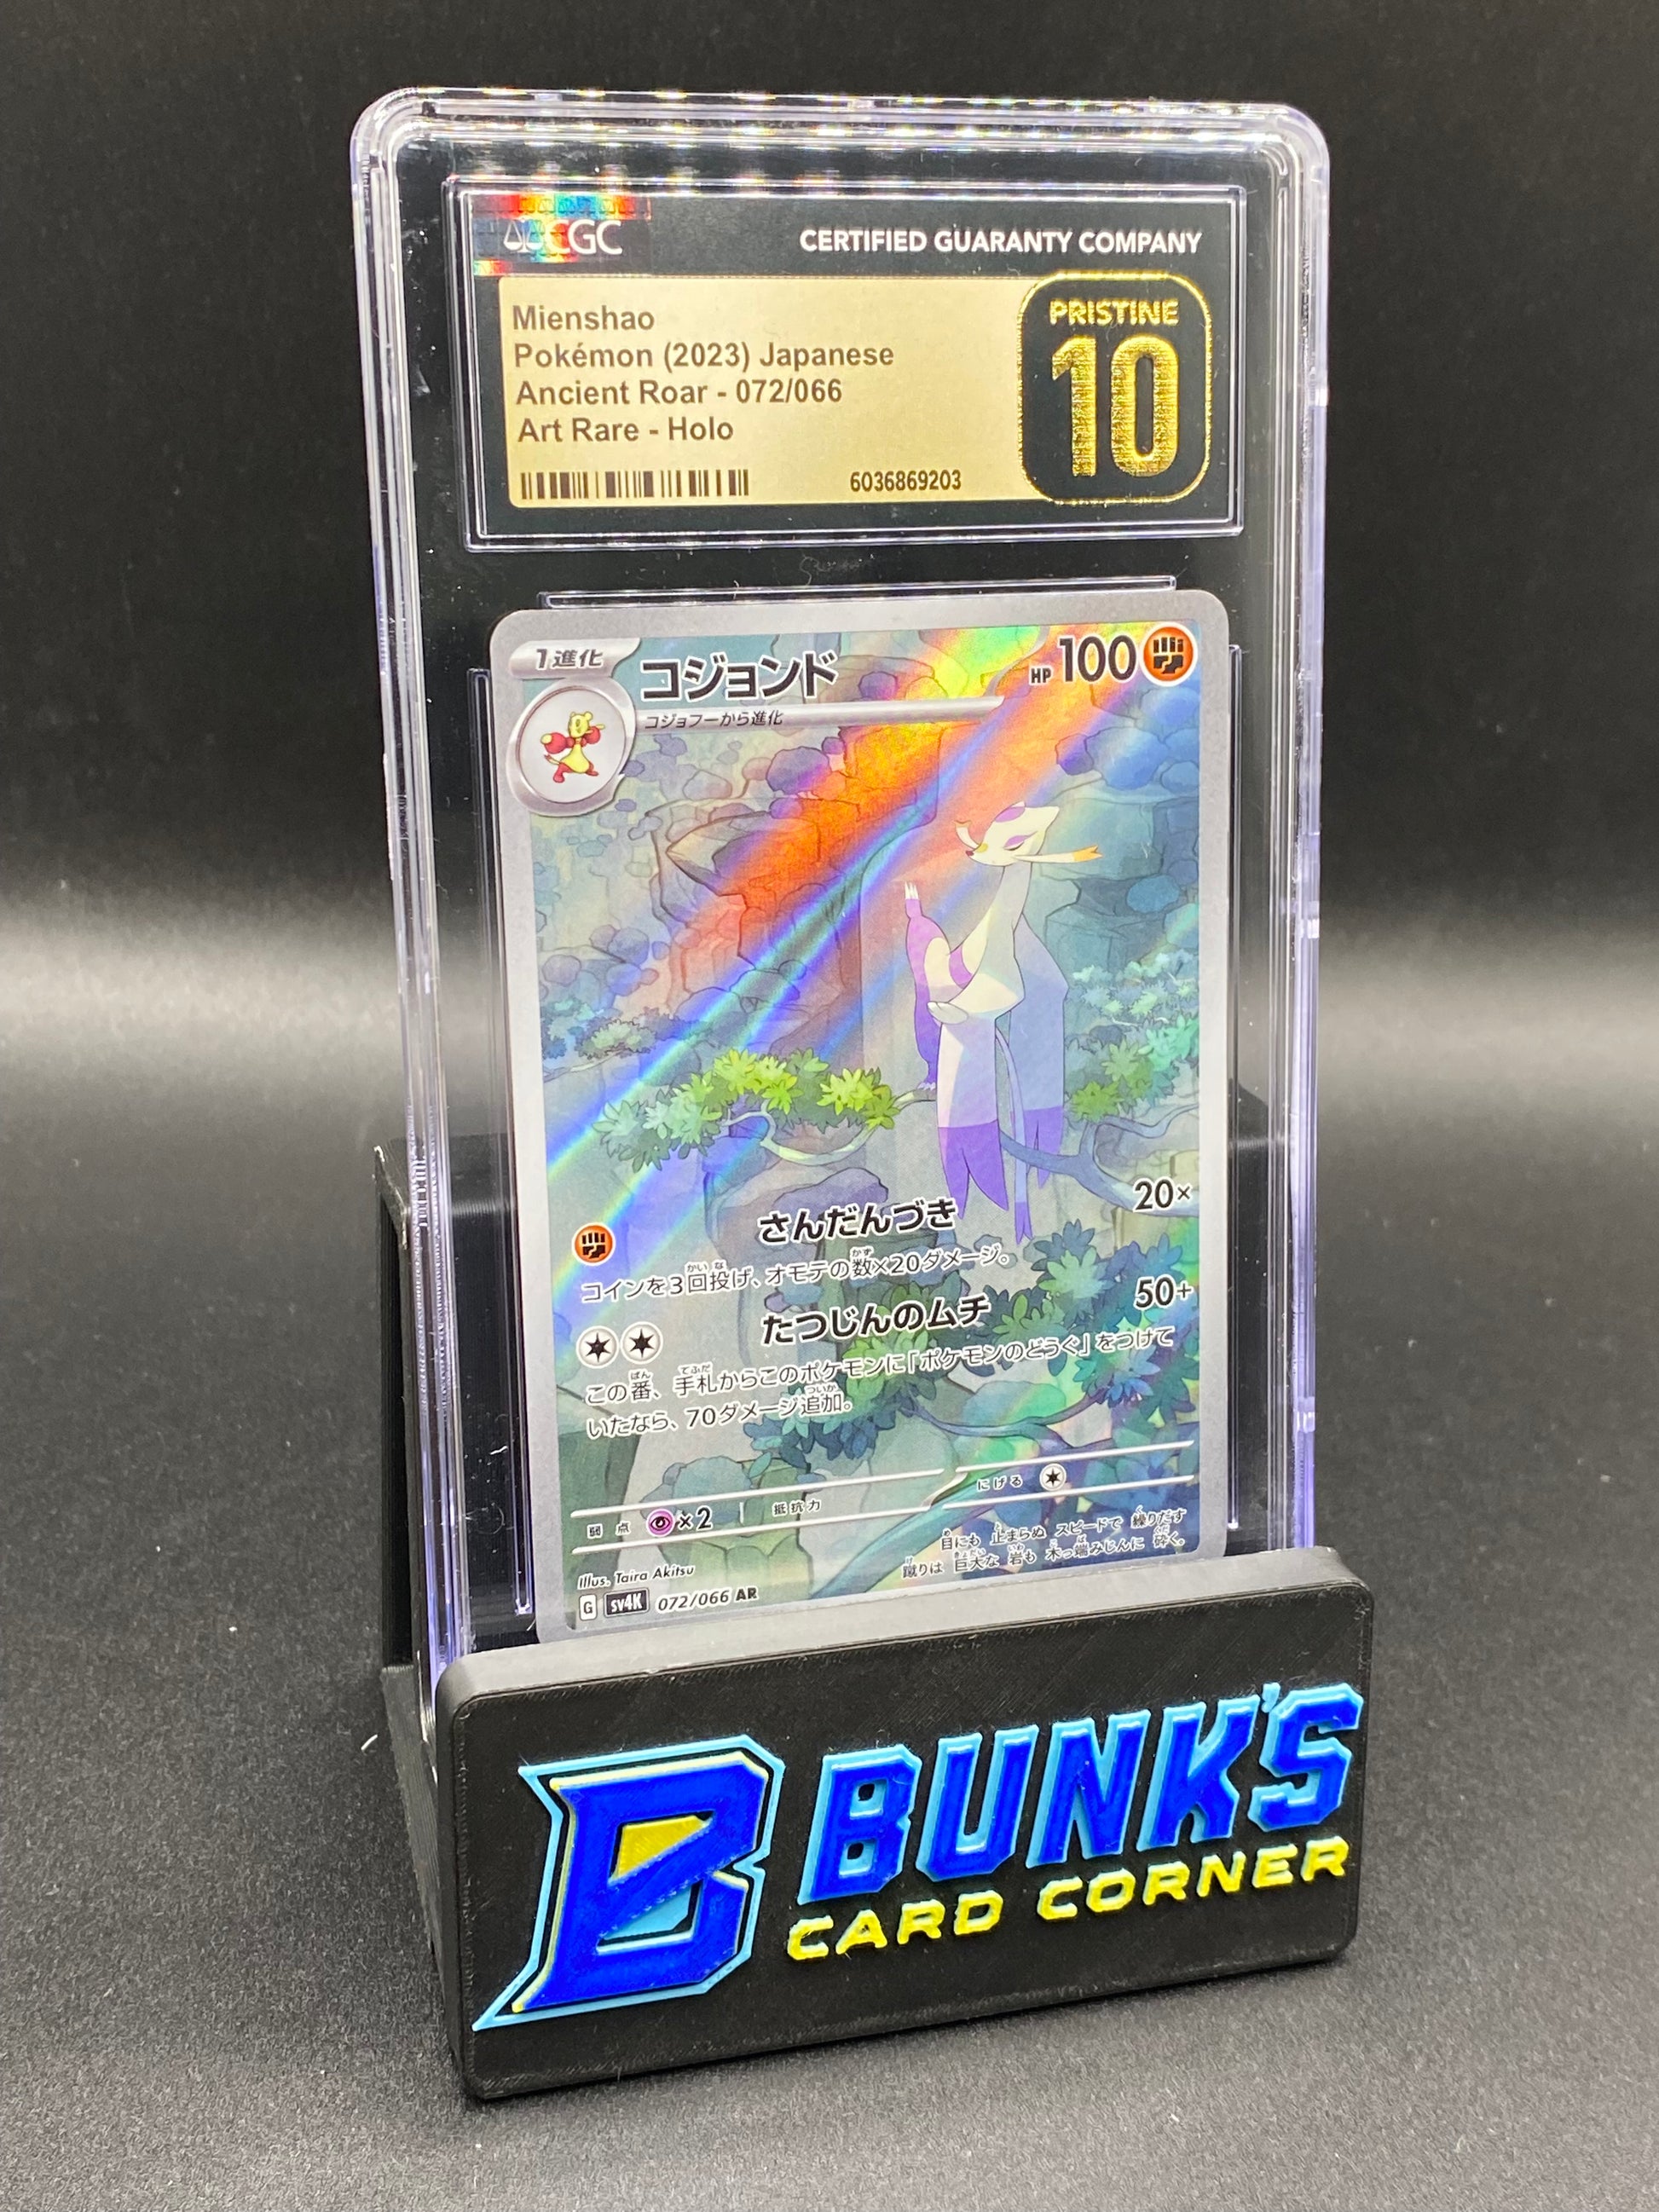 CGC
CERTIFIED GUARANTY COMPANY
Mienshao
Pokémon (2023) Japanese
Ancient Roar - 072/066
Art Rare - Holo
6036869203
PRISTINE
10
1進化
コジョンド
HP100
コジョフーから進化
さんだんづき
20×
コインを3回投げ、オモテの数×20ダメージ。
たつじんのムチ
50+
この番、手札からこのポケモンに「ポケモンのどうぐ」をつけて
いたなら、70ダメージ追加。
弱点
×2
抵抗力
にげる
目にも 止まらぬ スピードで 繰りだす
蹴りは 巨大な 岩も 木っ端みじんに 砕く。
Illus. Taira Akitsu
G
sv4K
072/066 AR
B
BUNK'S
CARD CORNER